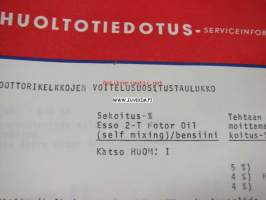 HUOLTOTIEDOTUS - SERVICEINFOR
OOTTORIKELKKOJEN VOITELUSUOSITUSTAULUKKO
Sekoitus-% Tehtaan
Esso 2-T Motor Oil moittama
(self mixing)/bensiini koitus-%
Katso HUOM! I
5 %)
4 %)
4 %)